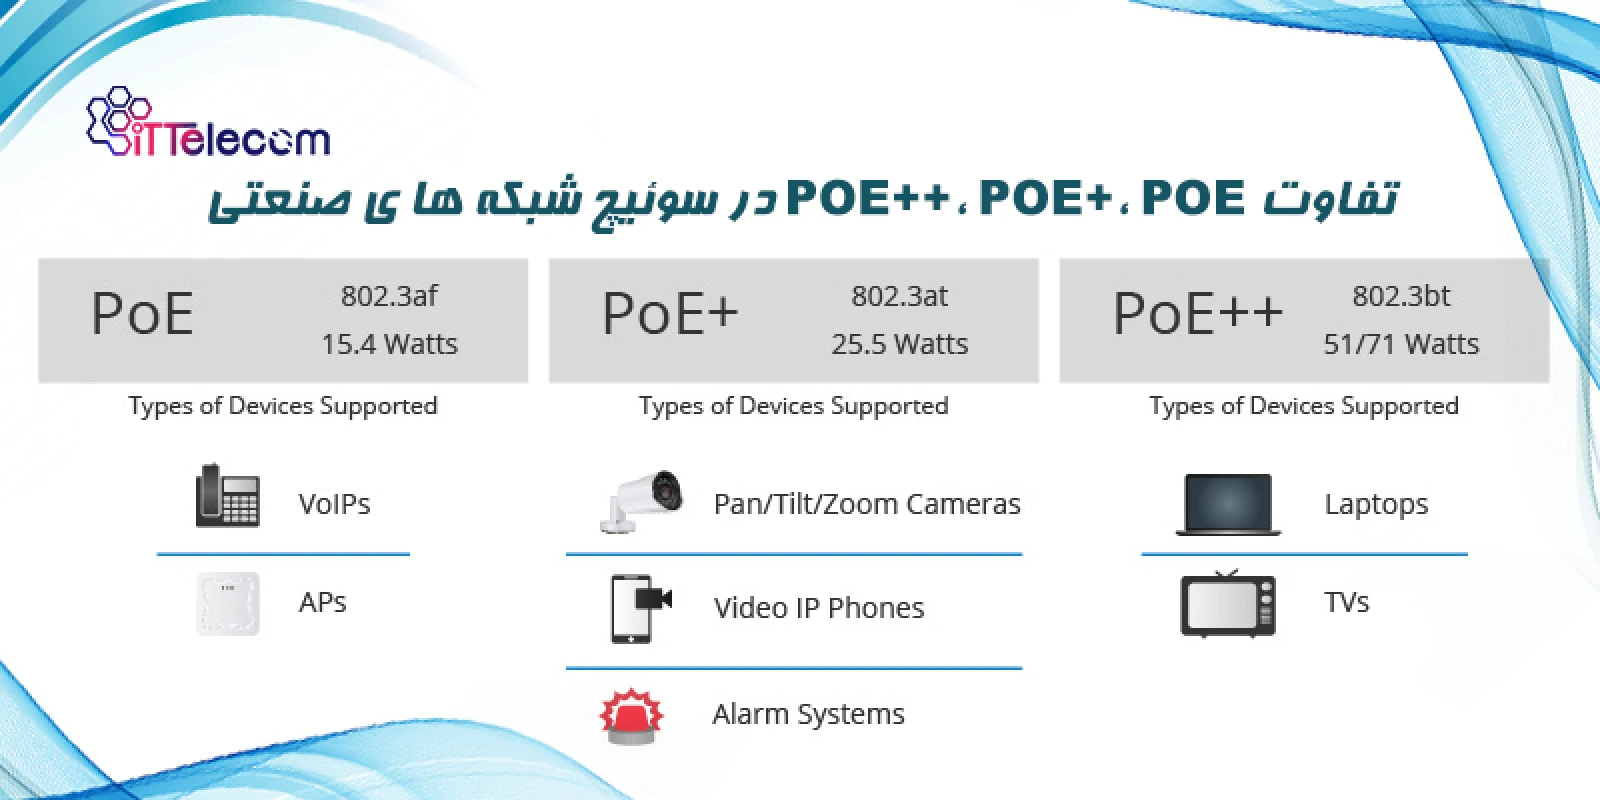 iTTelecom
تفاوت POE ،POE+ ،POE++ در سوئیچ شبکه ها ی صنعتی
PoE
802.3af
15.4 Watts
Types of Devices Supported
VoIPs
APs
PoE+
802.3at
25.5 Watts
Types of Devices Supported
Pan/Tilt/Zoom Cameras
Video IP Phones
Alarm Systems
PoE++
802.3bt
51/71 Watts
Types of Devices Supported
Laptops
TVs